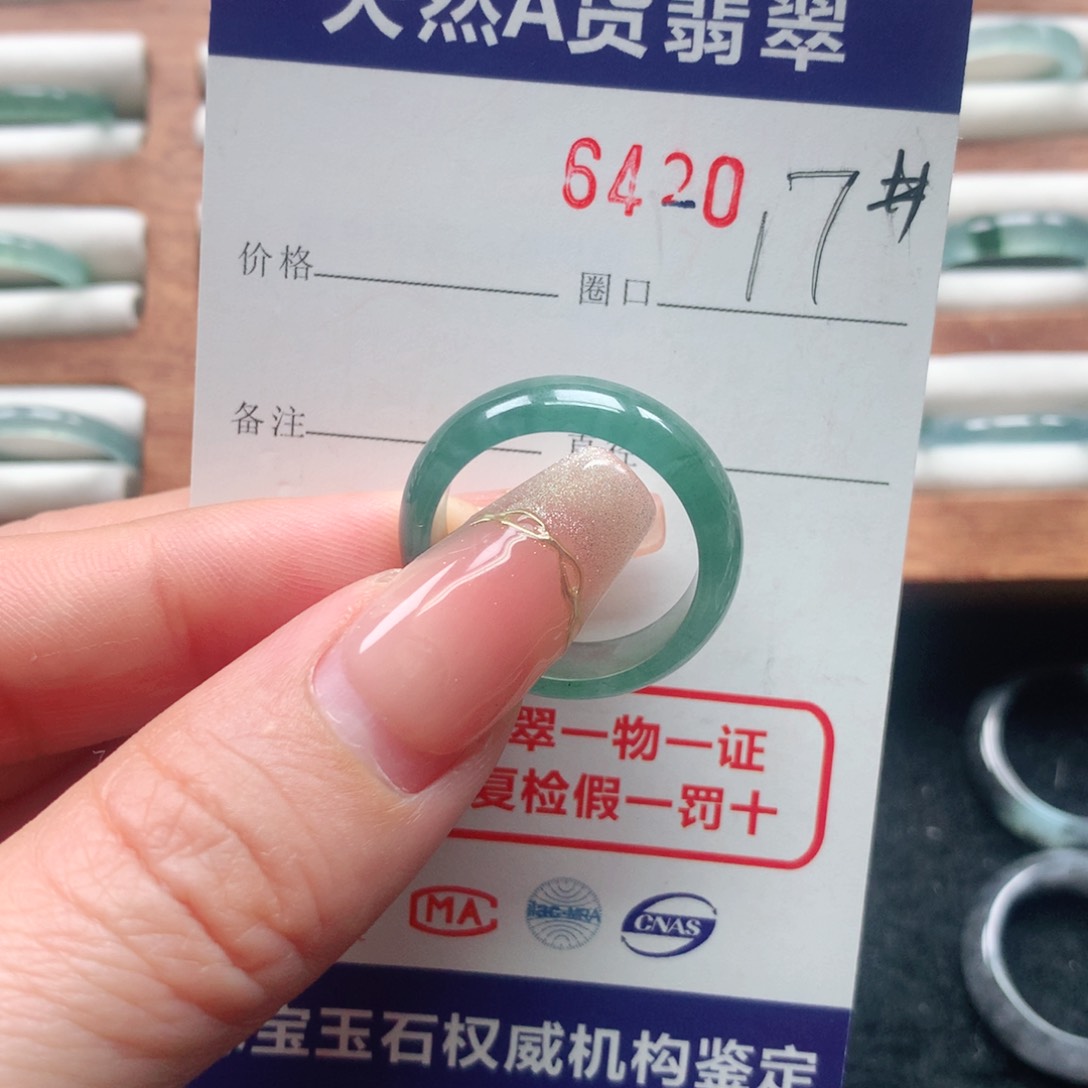 天然A货翡翠
6420
17#
价格 圈口
备注
翠一物一证
复检假一罚十
MA ilac-MRA CNAS
宝玉石权威机构鉴定